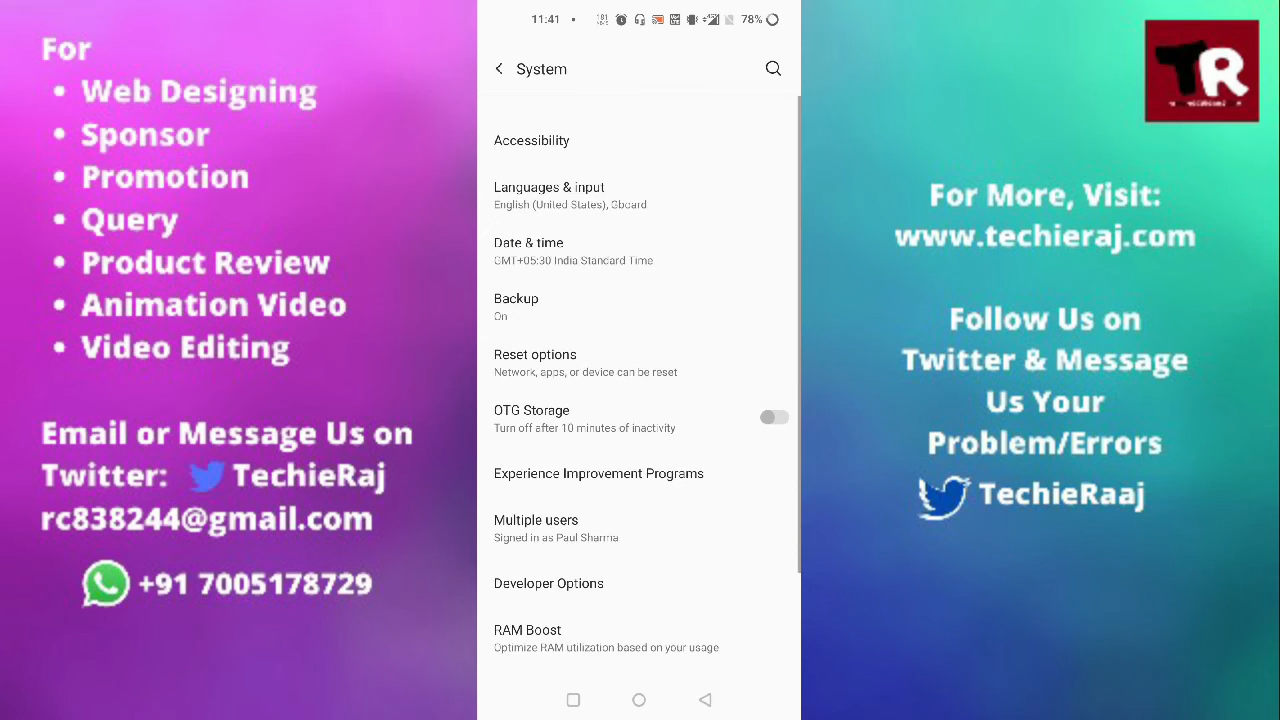 For
• Web Designing
• Sponsor
• Promotion
• Query
• Product Review
• Animation Video
• Video Editing
Email or Message Us on
Twitter: TechieRaj
rc838244@gmail.com
+91 7005178729
11:41
78%
System
Accessibility
Languages & input
English (United States), Gboard
Date & time
GMT+05:30 India Standard Time
Backup
On
Reset options
Network, apps, or device can be reset
OTG Storage
Turn off after 10 minutes of inactivity
Experience Improvement Programs
Multiple users
Signed in as Paul Sharma
Developer Options
RAM Boost
Optimize RAM utilization based on your usage
TR
For More, Visit:
www.techieraj.com
Follow Us on
Twitter & Message
Us Your
Problem/Errors
TechieRaaj